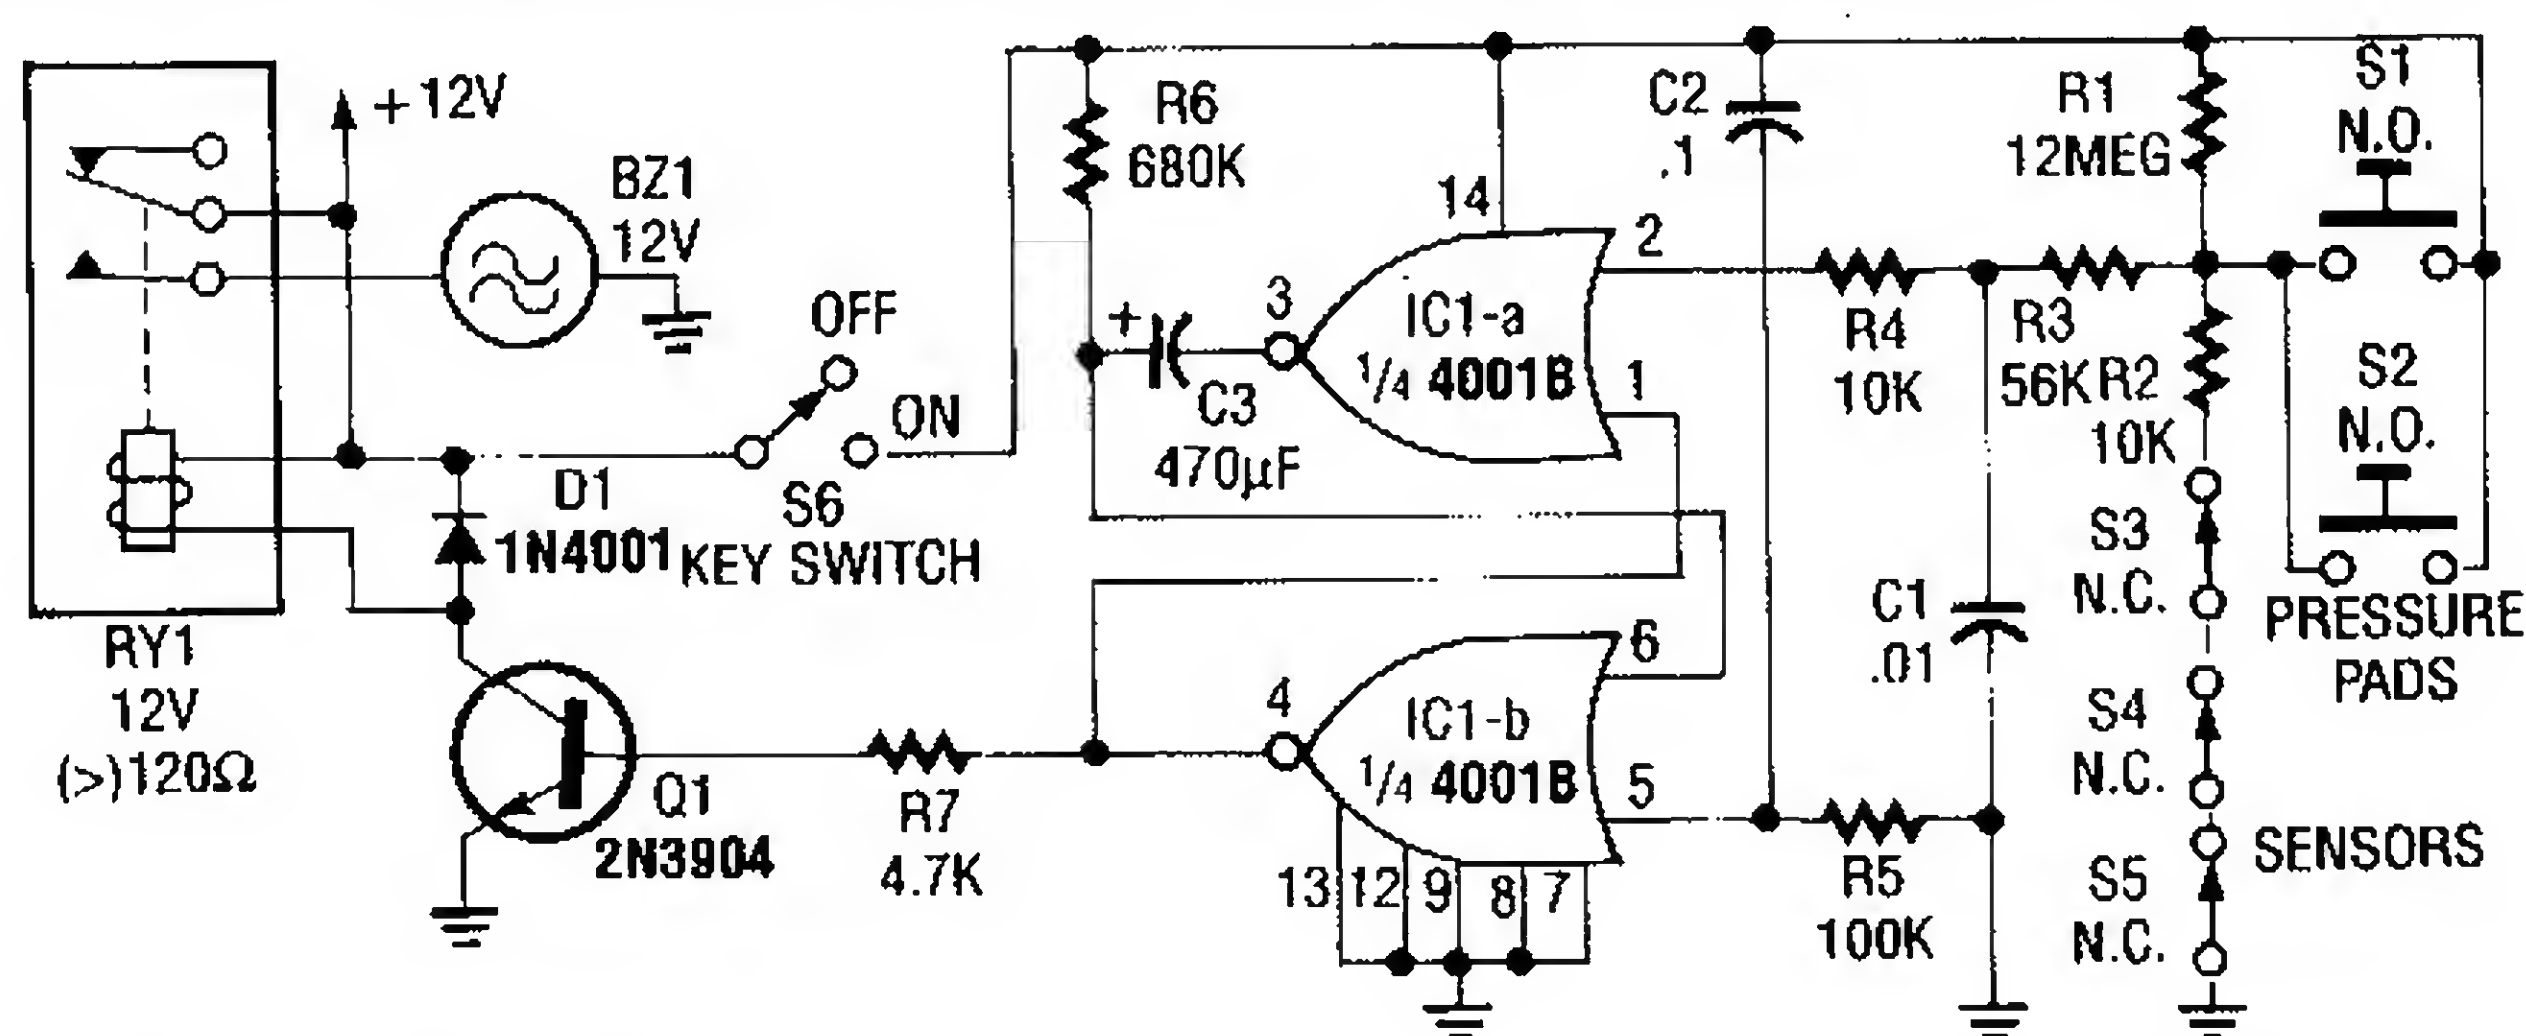 +12V
BZ1
12V
RY1
12V
(>)120Ω
OFF
ON
S6
KEY SWITCH
D1
1N4001
Q1
2N3904
R7
4.7K
R6
680K
+
C3
470µF
14
3
2
1
IC1-a
1/4 4001B
C2
.1
R4
10K
R3
56K
R1
12MEG
R2
10K
S1
N.O.
S2
N.O.
PRESSURE
PADS
S3
N.C.
S4
N.C.
S5
N.C.
SENSORS
C1
.01
R5
100K
4
6
5
IC1-b
1/4 4001B
13 12 9 8 7